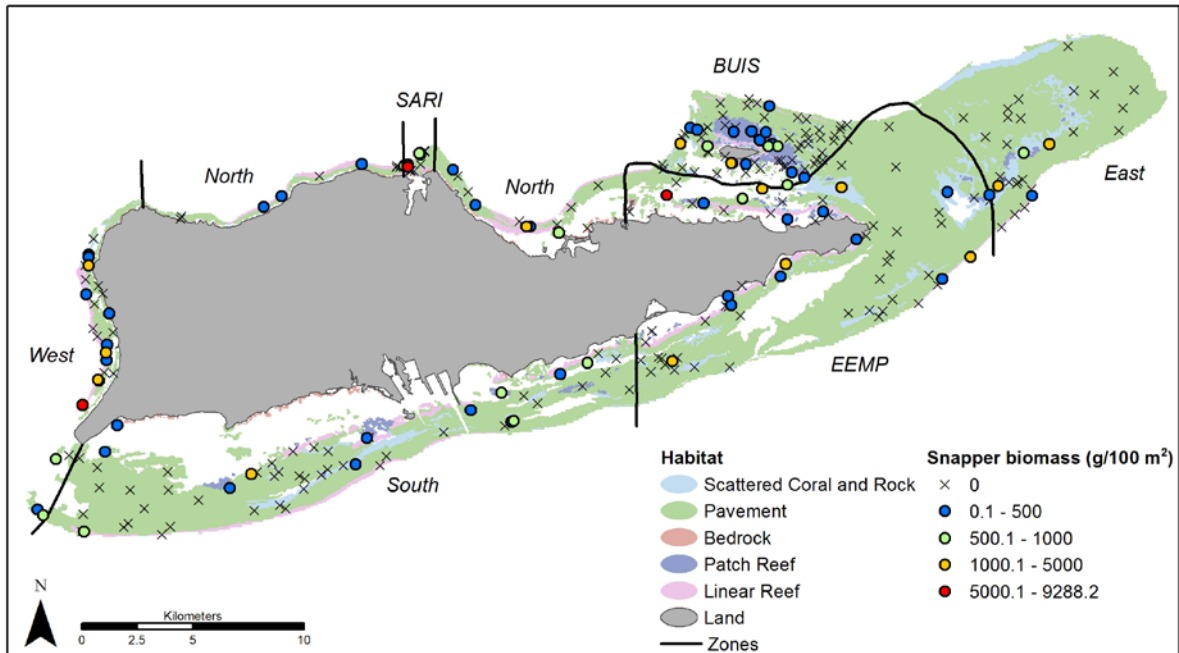 BUIS
SARI
North
North
East
West
EEMP
South
Habitat
Scattered Coral and Rock
Pavement
Bedrock
Patch Reef
Linear Reef
Land
Zones
Snapper biomass (g/100 m²)
0
0.1 - 500
500.1 - 1000
1000.1 - 5000
5000.1 - 9288.2
N
Kilometers
0 2.5 5 10